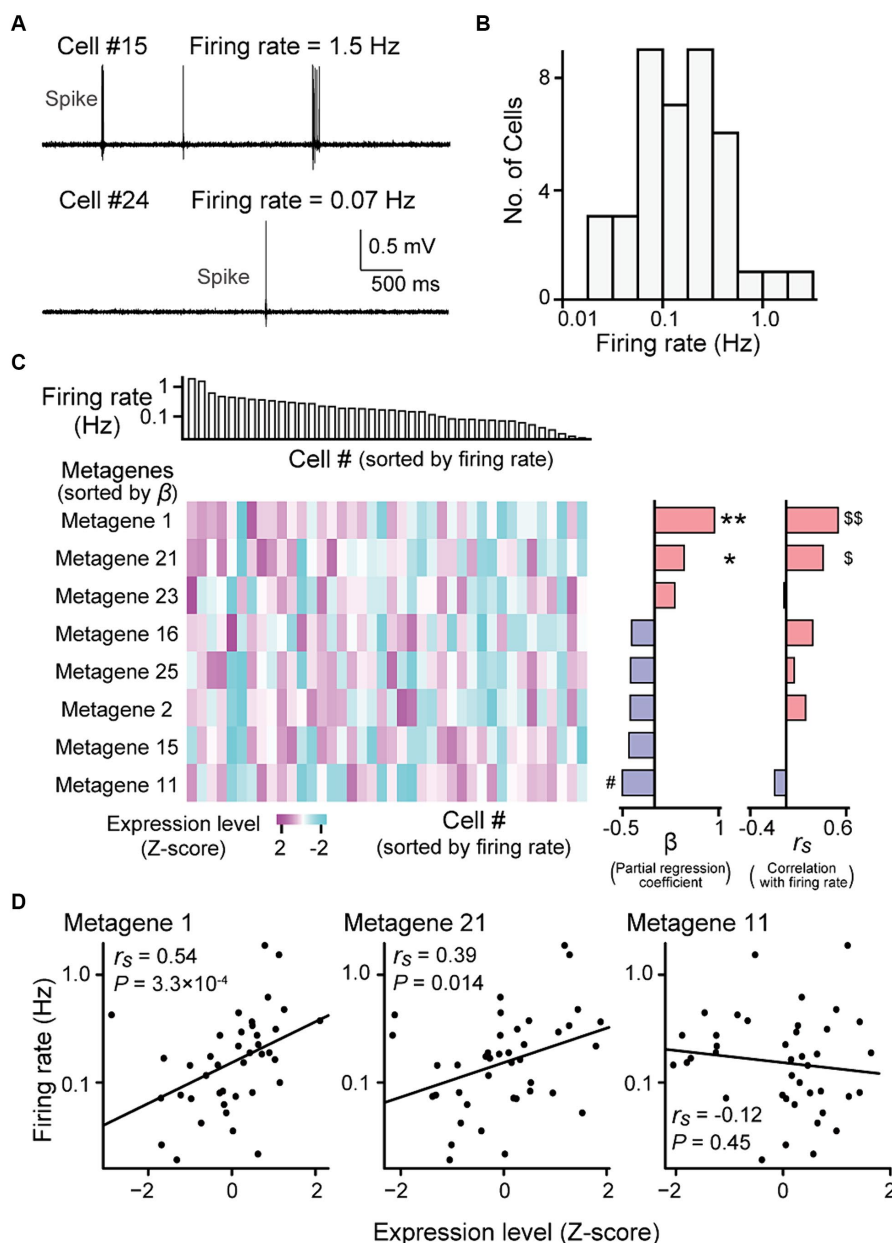 A
Cell #15 Firing rate = 1.5 Hz
Spike
Cell #24 Firing rate = 0.07 Hz
Spike
0.5 mV
500 ms
B
No. of Cells
8
4
0
0.01 0.1 1.0
Firing rate (Hz)
C
Firing rate
(Hz)
1
0.1
Cell # (sorted by firing rate)
Metagenes
(sorted by β)
Metagene 1
Metagene 21
Metagene 23
Metagene 16
Metagene 25
Metagene 2
Metagene 15
Metagene 11
**
*
#
$$
$
Expression level
(Z-score)
2 -2
Cell #
(sorted by firing rate)
-0.5 1
β
(Partial regression
coefficient)
-0.4 0.6
rs
(Correlation
with firing rate)
D
Metagene 1
rs = 0.54
P = 3.3×10-4
Metagene 21
rs = 0.39
P = 0.014
Metagene 11
rs = -0.12
P = 0.45
Firing rate (Hz)
1.0
0.1
1.0
0.1
1.0
0.1
−2 0 2
−2 0 2
−2 0 2
Expression level (Z-score)